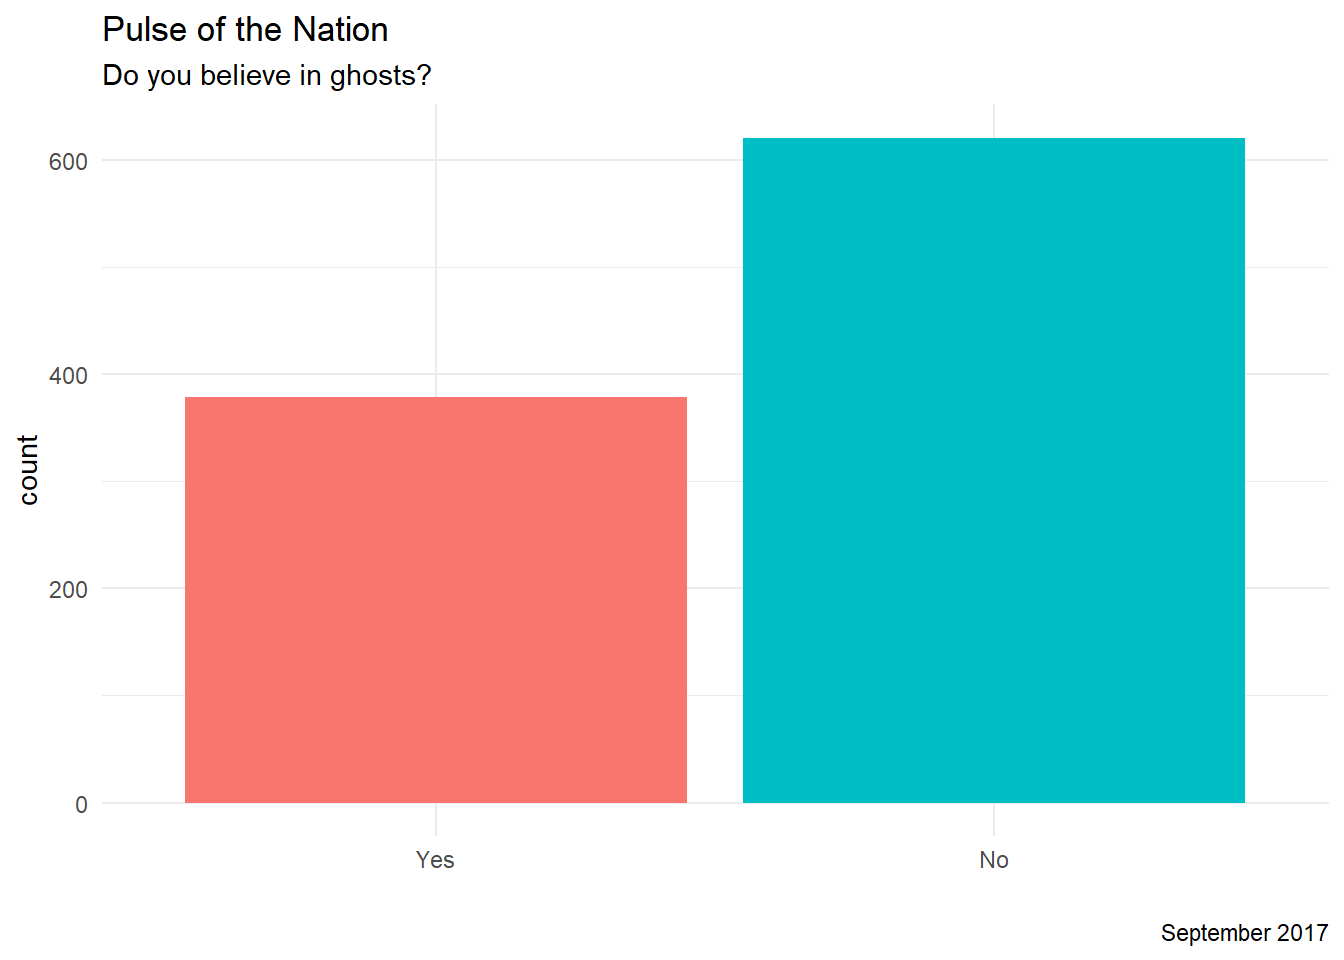 Pulse of the Nation
Do you believe in ghosts?
600
400
200
0
count
Yes No
September 2017